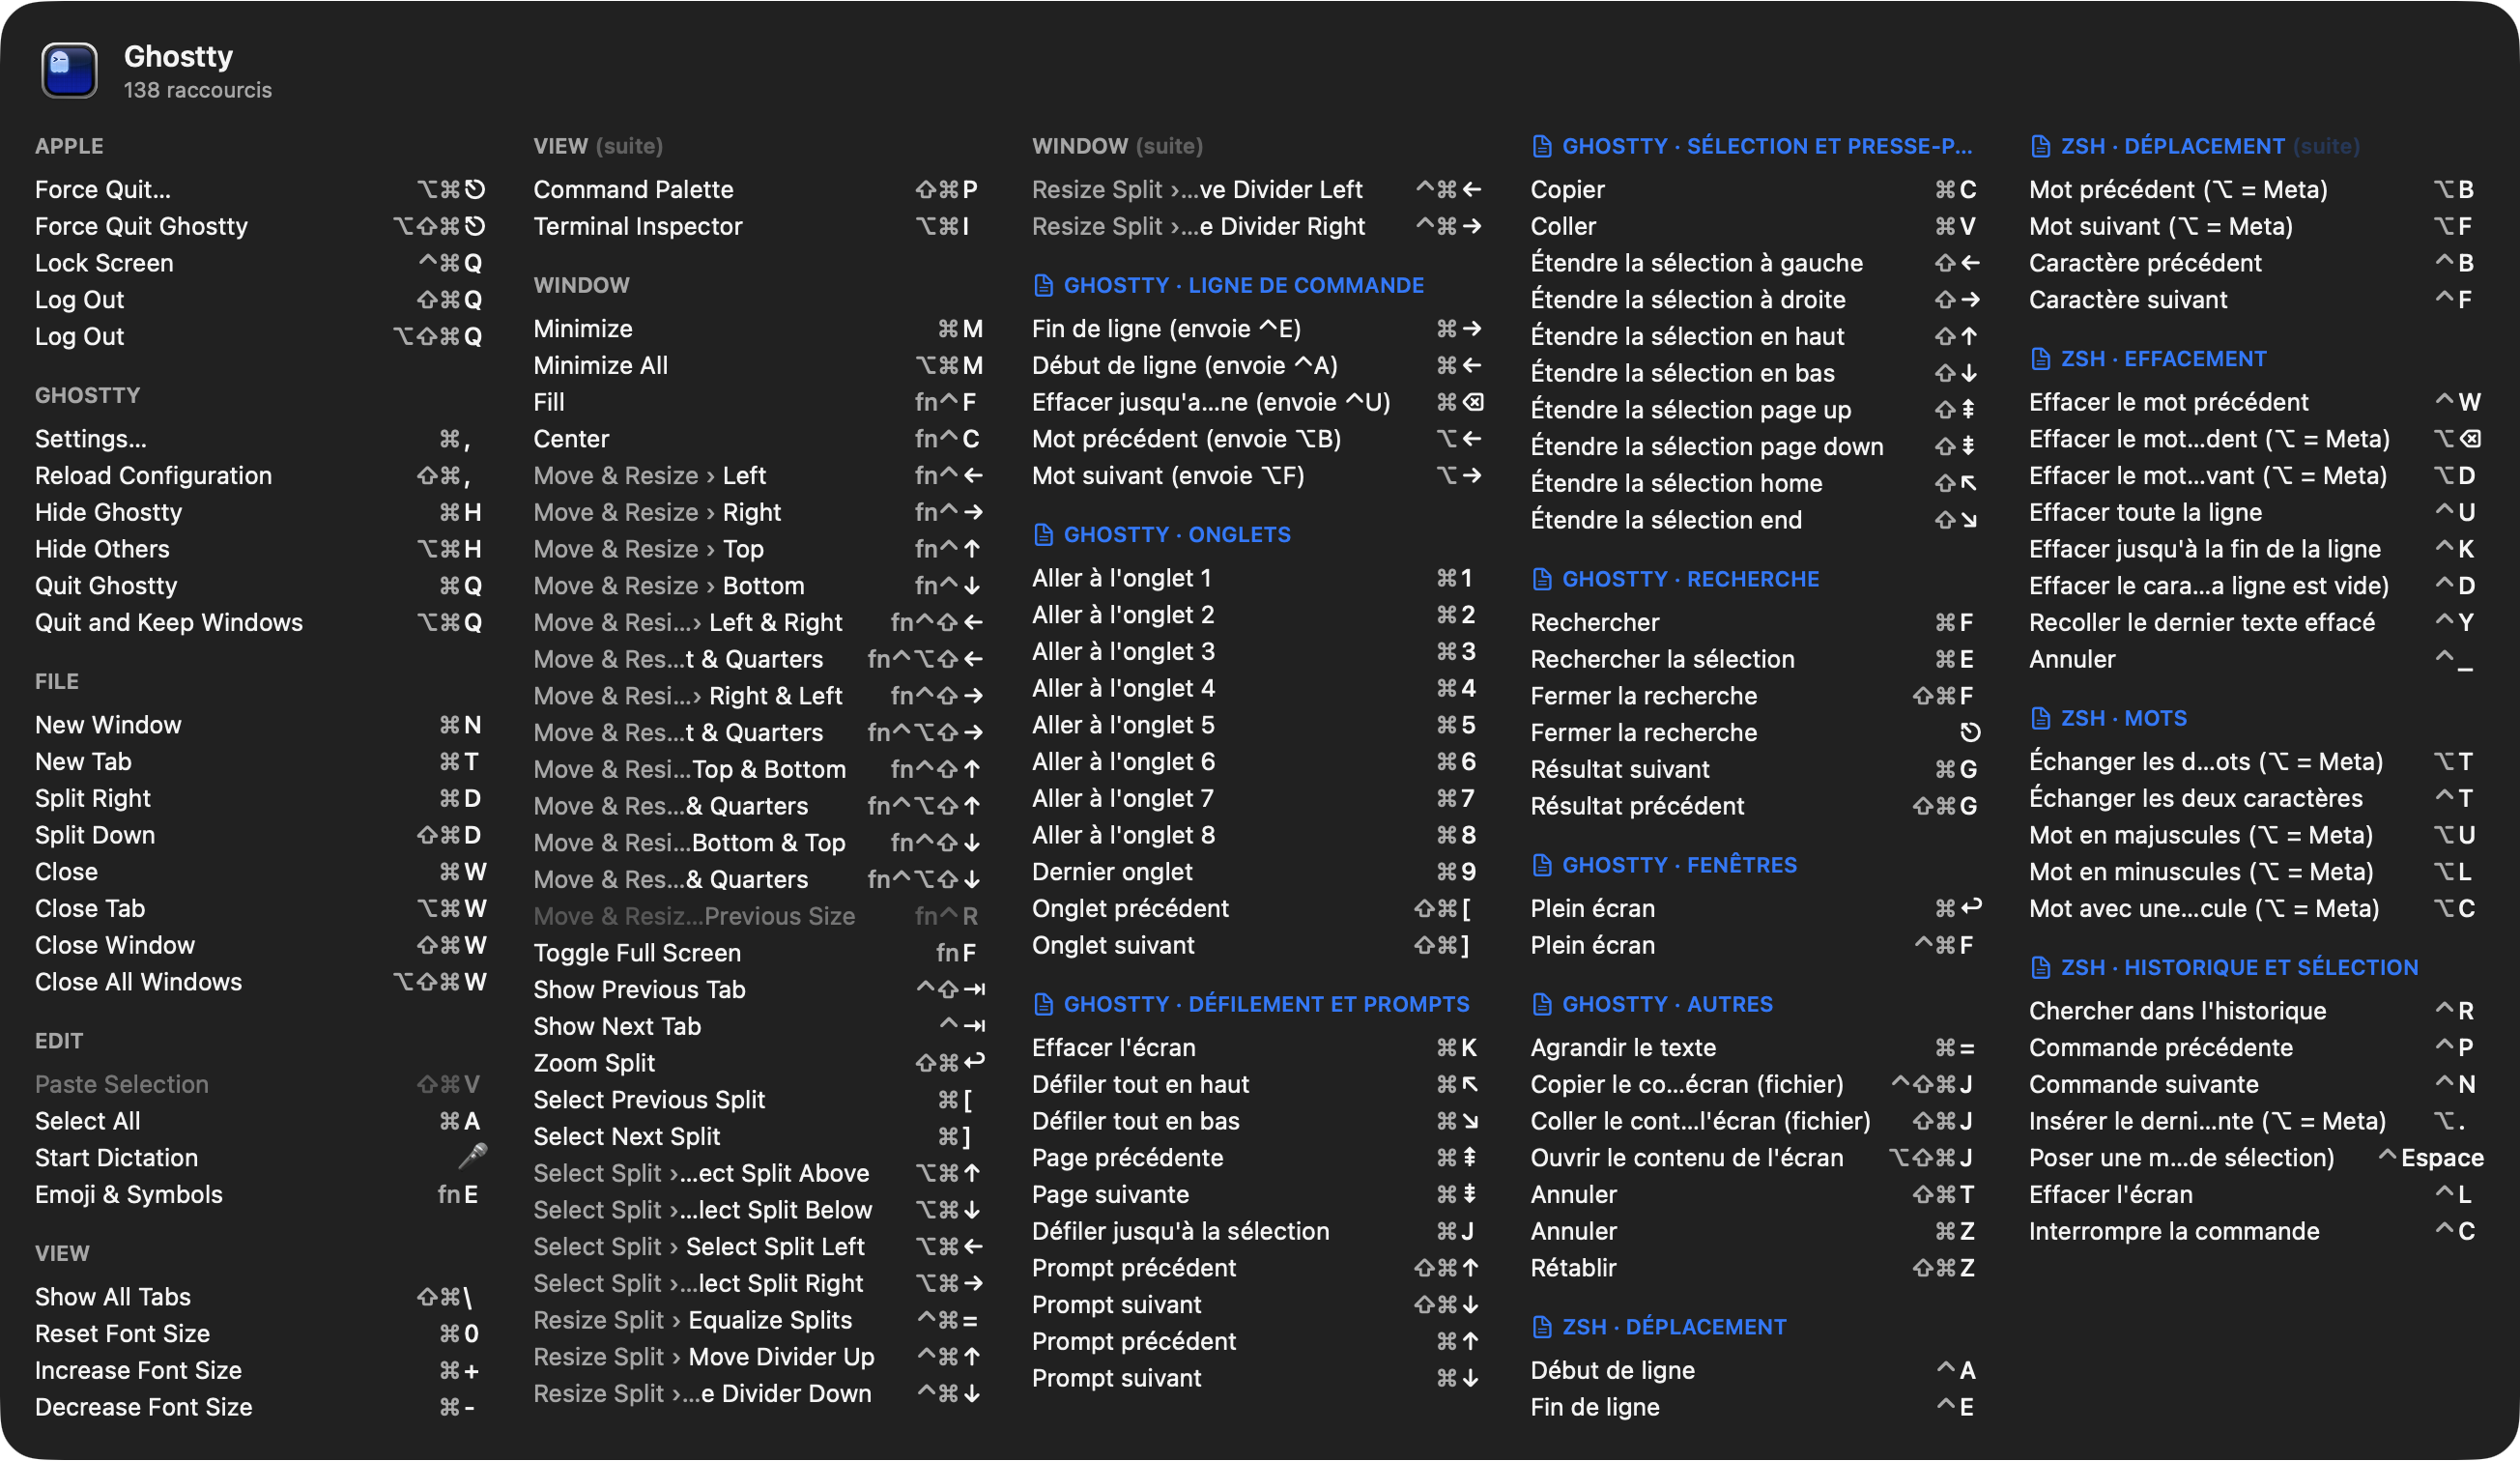 Ghostty
138 raccourcis
APPLE
Force Quit... ⌥⌘⎋
Force Quit Ghostty ⌥⇧⌘⎋
Lock Screen ^⌘Q
Log Out ⇧⌘Q
Log Out ⌥⇧⌘Q
GHOSTTY
Settings... ⌘,
Reload Configuration ⇧⌘,
Hide Ghostty ⌘H
Hide Others ⌥⌘H
Quit Ghostty ⌘Q
Quit and Keep Windows ⌥⌘Q
FILE
New Window ⌘N
New Tab ⌘T
Split Right ⌘D
Split Down ⇧⌘D
Close ⌘W
Close Tab ⌥⌘W
Close Window ⇧⌘W
Close All Windows ⌥⇧⌘W
EDIT
Paste Selection ⇧⌘V
Select All ⌘A
Start Dictation 🎤
Emoji & Symbols fn E
VIEW
Show All Tabs ⇧⌘\
Reset Font Size ⌘0
Increase Font Size ⌘+
Decrease Font Size ⌘-
VIEW (suite)
Command Palette ⇧⌘P
Terminal Inspector ⌥⌘I
WINDOW
Minimize ⌘M
Minimize All ⌥⌘M
Fill fn^F
Center fn^C
Move & Resize › Left fn^←
Move & Resize › Right fn^→
Move & Resize › Top fn^↑
Move & Resize › Bottom fn^↓
Move & Resi...› Left & Right fn^⇧←
Move & Res...t & Quarters fn^⌥⇧←
Move & Resi...› Right & Left fn^⇧→
Move & Res...t & Quarters fn^⌥⇧→
Move & Resi...Top & Bottom fn^⇧↑
Move & Res...& Quarters fn^⌥⇧↑
Move & Resi...Bottom & Top fn^⇧↓
Move & Res...& Quarters fn^⌥⇧↓
Move & Resiz...Previous Size fn^R
Toggle Full Screen fn F
Show Previous Tab ^⇧⇥
Show Next Tab ^⇥
Zoom Split ⇧⌘↩
Select Previous Split ⌘[
Select Next Split ⌘]
Select Split ›...ect Split Above ⌥⌘↑
Select Split ›...lect Split Below ⌥⌘↓
Select Split › Select Split Left ⌥⌘←
Select Split ›...lect Split Right ⌥⌘→
Resize Split › Equalize Splits ^⌘=
Resize Split › Move Divider Up ^⌘↑
Resize Split ›...e Divider Down ^⌘↓
WINDOW (suite)
Resize Split ›...ve Divider Left ^⌘←
Resize Split ›...e Divider Right ^⌘→
GHOSTTY · LIGNE DE COMMANDE
Fin de ligne (envoie ^E) ⌘→
Début de ligne (envoie ^A) ⌘←
Effacer jusqu'a...ne (envoie ^U) ⌘⌫
Mot précédent (envoie ⌥B) ⌥←
Mot suivant (envoie ⌥F) ⌥→
GHOSTTY · ONGLETS
Aller à l'onglet 1 ⌘1
Aller à l'onglet 2 ⌘2
Aller à l'onglet 3 ⌘3
Aller à l'onglet 4 ⌘4
Aller à l'onglet 5 ⌘5
Aller à l'onglet 6 ⌘6
Aller à l'onglet 7 ⌘7
Aller à l'onglet 8 ⌘8
Dernier onglet ⌘9
Onglet précédent ⇧⌘[
Onglet suivant ⇧⌘]
GHOSTTY · DÉFILEMENT ET PROMPTS
Effacer l'écran ⌘K
Défiler tout en haut ⌘↖
Défiler tout en bas ⌘↘
Page précédente ⌘⇞
Page suivante ⌘⇟
Défiler jusqu'à la sélection ⌘J
Prompt précédent ⇧⌘↑
Prompt suivant ⇧⌘↓
Prompt précédent ⌘↑
Prompt suivant ⌘↓
GHOSTTY · SÉLECTION ET PRESSE-P...
Copier ⌘C
Coller ⌘V
Étendre la sélection à gauche ⇧←
Étendre la sélection à droite ⇧→
Étendre la sélection en haut ⇧↑
Étendre la sélection en bas ⇧↓
Étendre la sélection page up ⇧⇞
Étendre la sélection page down ⇧⇟
Étendre la sélection home ⇧↖
Étendre la sélection end ⇧↘
GHOSTTY · RECHERCHE
Rechercher ⌘F
Rechercher la sélection ⌘E
Fermer la recherche ⇧⌘F
Fermer la recherche ⎋
Résultat suivant ⌘G
Résultat précédent ⇧⌘G
GHOSTTY · FENÊTRES
Plein écran ⌘↩
Plein écran ^⌘F
GHOSTTY · AUTRES
Agrandir le texte ⌘=
Copier le co...écran (fichier) ^⇧⌘J
Coller le cont...l'écran (fichier) ⇧⌘J
Ouvrir le contenu de l'écran ⌥⇧⌘J
Annuler ⇧⌘T
Annuler ⌘Z
Rétablir ⇧⌘Z
ZSH · DÉPLACEMENT
Début de ligne ^A
Fin de ligne ^E
ZSH · DÉPLACEMENT (suite)
Mot précédent (⌥ = Meta) ⌥B
Mot suivant (⌥ = Meta) ⌥F
Caractère précédent ^B
Caractère suivant ^F
ZSH · EFFACEMENT
Effacer le mot précédent ^W
Effacer le mot...dent (⌥ = Meta) ⌥⌫
Effacer le mot...vant (⌥ = Meta) ⌥D
Effacer toute la ligne ^U
Effacer jusqu'à la fin de la ligne ^K
Effacer le cara...a ligne est vide) ^D
Recoller le dernier texte effacé ^Y
Annuler ^_
ZSH · MOTS
Échanger les d...ots (⌥ = Meta) ⌥T
Échanger les deux caractères ^T
Mot en majuscules (⌥ = Meta) ⌥U
Mot en minuscules (⌥ = Meta) ⌥L
Mot avec une...cule (⌥ = Meta) ⌥C
ZSH · HISTORIQUE ET SÉLECTION
Chercher dans l'historique ^R
Commande précédente ^P
Commande suivante ^N
Insérer le derni...nte (⌥ = Meta) ⌥.
Poser une m...de sélection) ^Espace
Effacer l'écran ^L
Interrompre la commande ^C